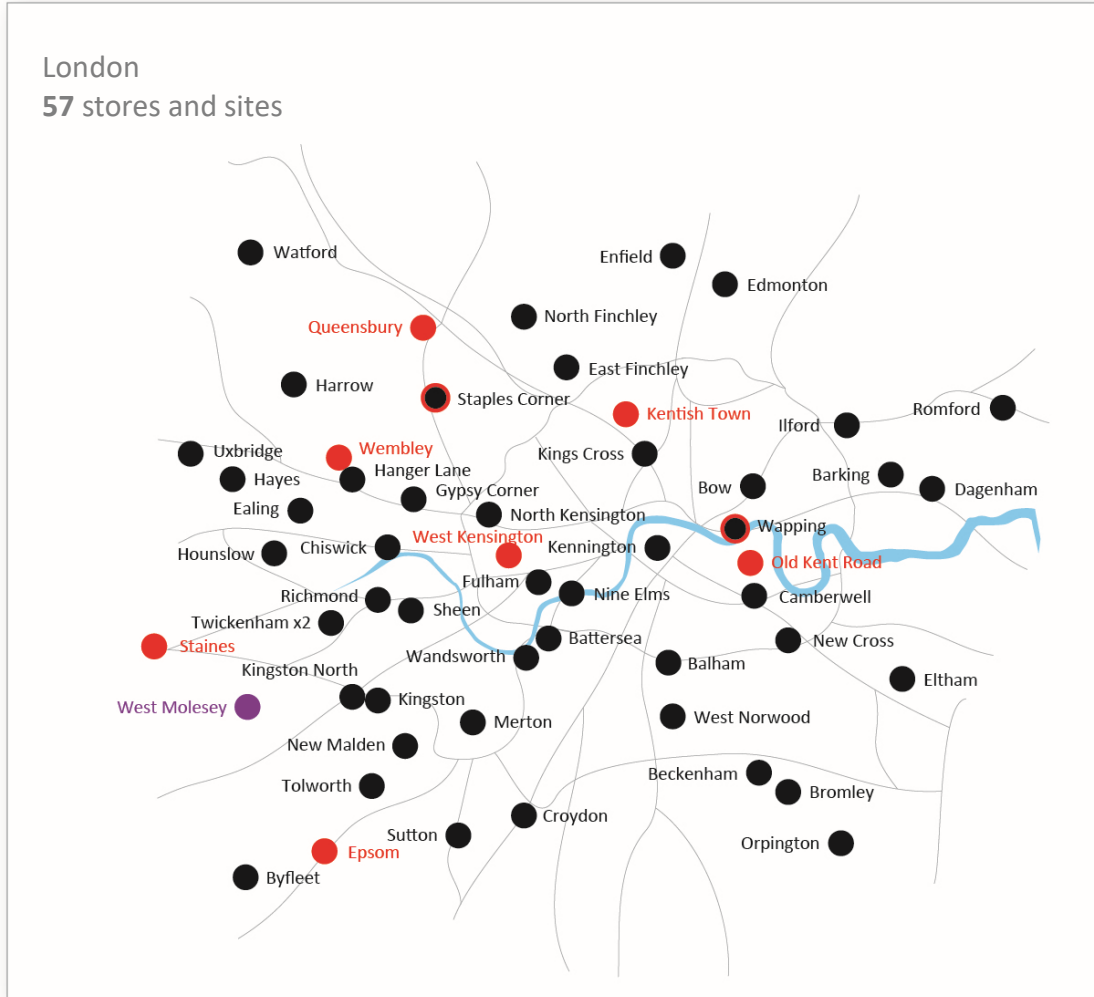 London
57 stores and sites
Watford
Enfield
Edmonton
North Finchley
Queensbury
East Finchley
Harrow
Staples Corner
Kentish Town
Romford
Ilford
Wembley
Uxbridge
Kings Cross
Hanger Lane
Barking
Hayes
Bow
Gypsy Corner
Dagenham
Ealing
North Kensington
Wapping
West Kensington
Chiswick
Kennington
Hounslow
Old Kent Road
Fulham
Nine Elms
Richmond
Camberwell
Sheen
Twickenham x2
Battersea
New Cross
Staines
Wandsworth
Balham
Kingston North
Eltham
Kingston
West Molesey
West Norwood
Merton
New Malden
Beckenham
Tolworth
Bromley
Croydon
Sutton
Orpington
Epsom
Byfleet